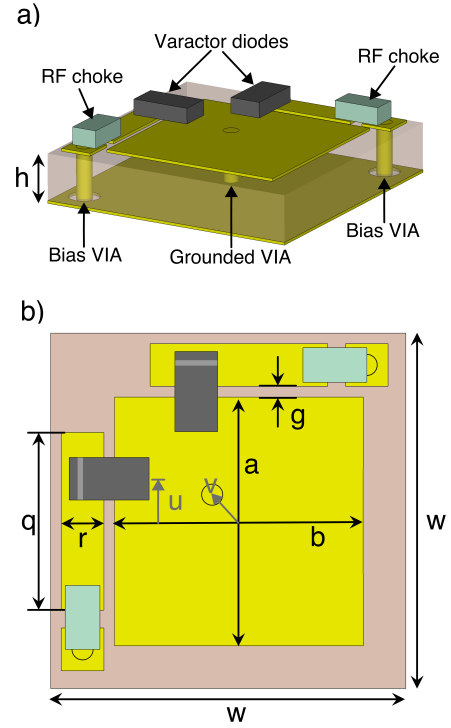 a)
Varactor diodes
RF choke
RF choke
h
Bias VIA
Grounded VIA
Bias VIA
b)
g
a
v
u
q
r
b
w
w